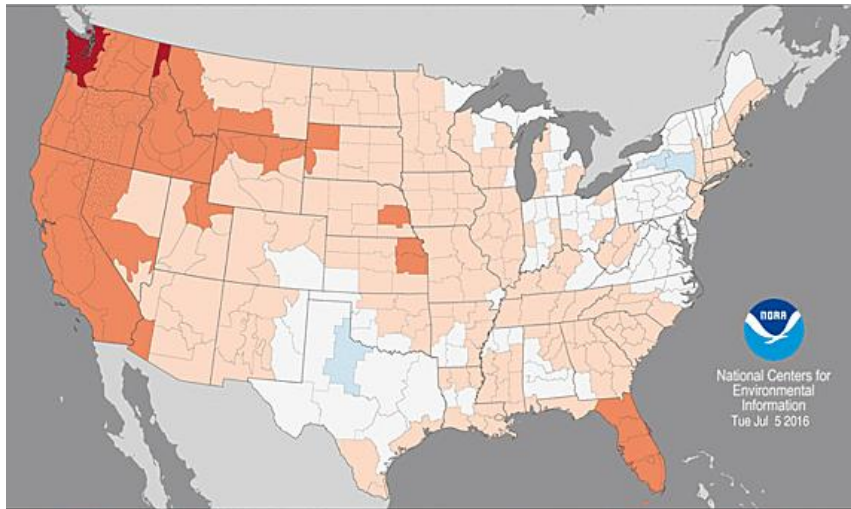 NOAA
National Centers for
Environmental
Information
Tue Jul 5 2016